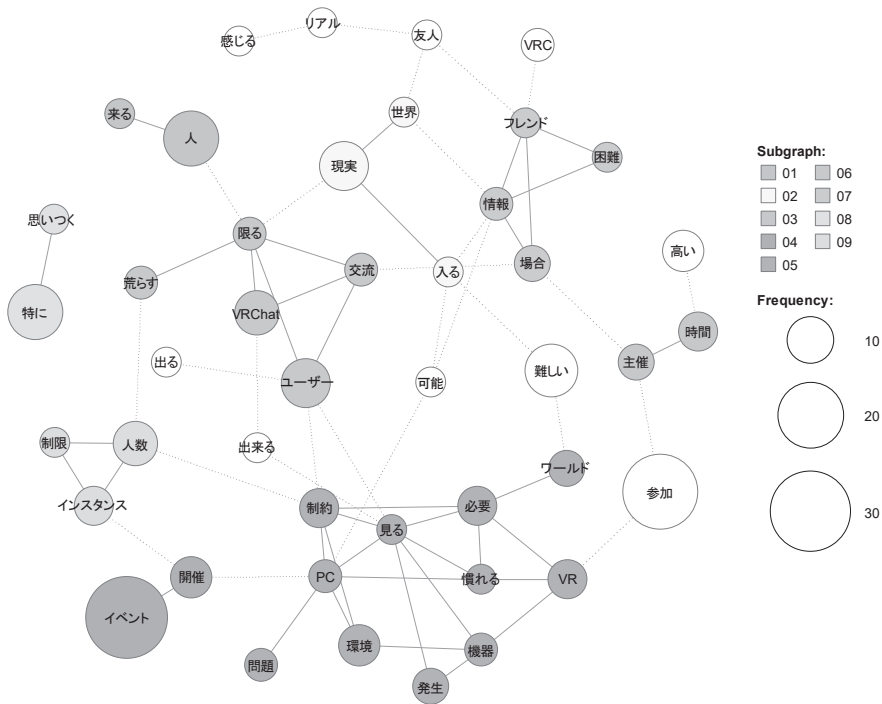 リアル
感じる
友人
VRC
世界
来る
フレンド
人
困難
現実
情報
思いつく
限る
高い
入る
場合
交流
荒らす
特に
VRChat
時間
主催
出る
難しい
ユーザー
可能
制限
人数
出来る
ワールド
参加
インスタンス
制約
必要
見る
開催
PC
慣れる
VR
イベント
環境
機器
問題
発生
Subgraph:
01 06
02 07
03 08
04 09
05
Frequency:
10
20
30